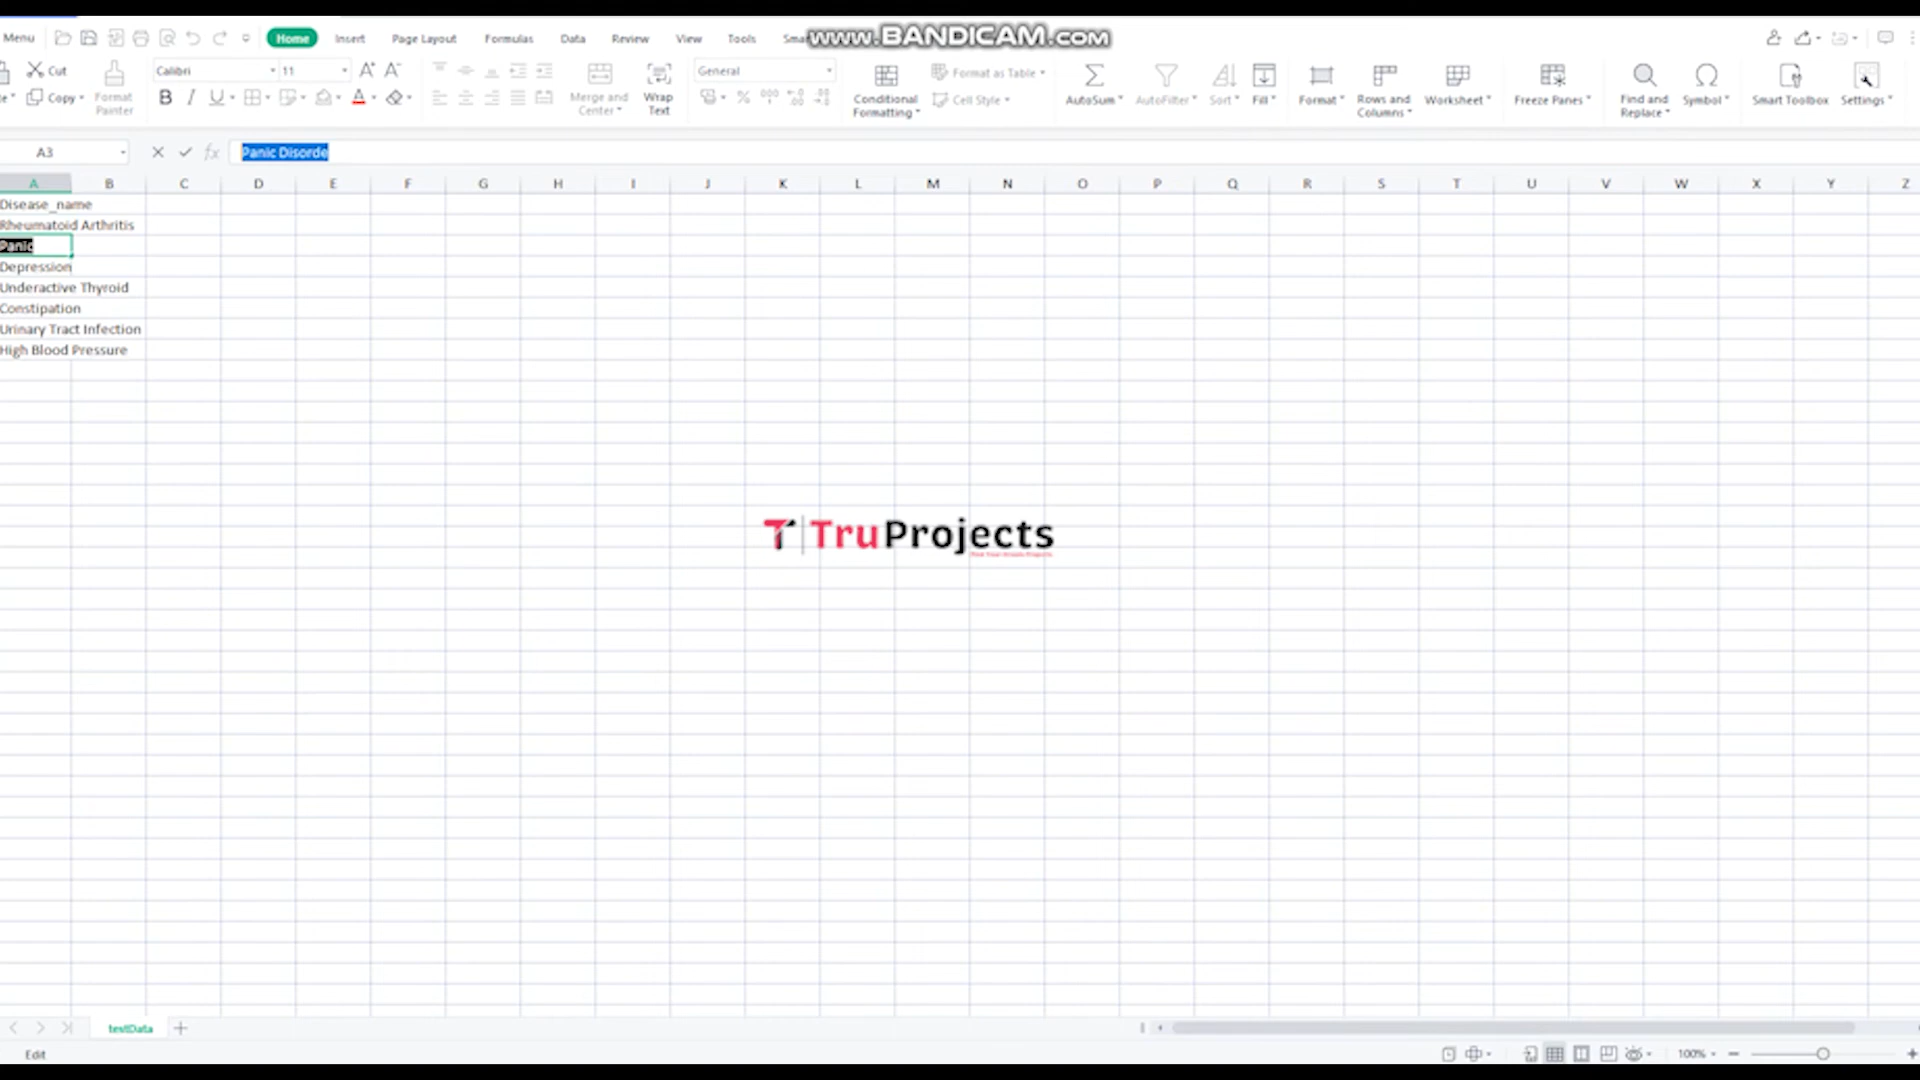 www.BANDICAM.com
Menu Home Insert Page Layout Formulas Data Review View Tools
Cut Calibri 11 General Format as Table
Copy Format Painter Merge and Center Wrap Text Conditional Formatting Cell Style AutoSum AutoFilter Sort Fill Format Rows and Columns Worksheet Freeze Panes Find and Replace Symbol Smart Toolbox Settings
A3 fx Panic Disorde
A B C D E F G H I J K L M N O P Q R S T U V W X Y Z
Disease_name
Rheumatoid Arthritis
Panic
Depression
Underactive Thyroid
Constipation
Urinary Tract Infection
High Blood Pressure
T TruProjects
testData
Edit 100%